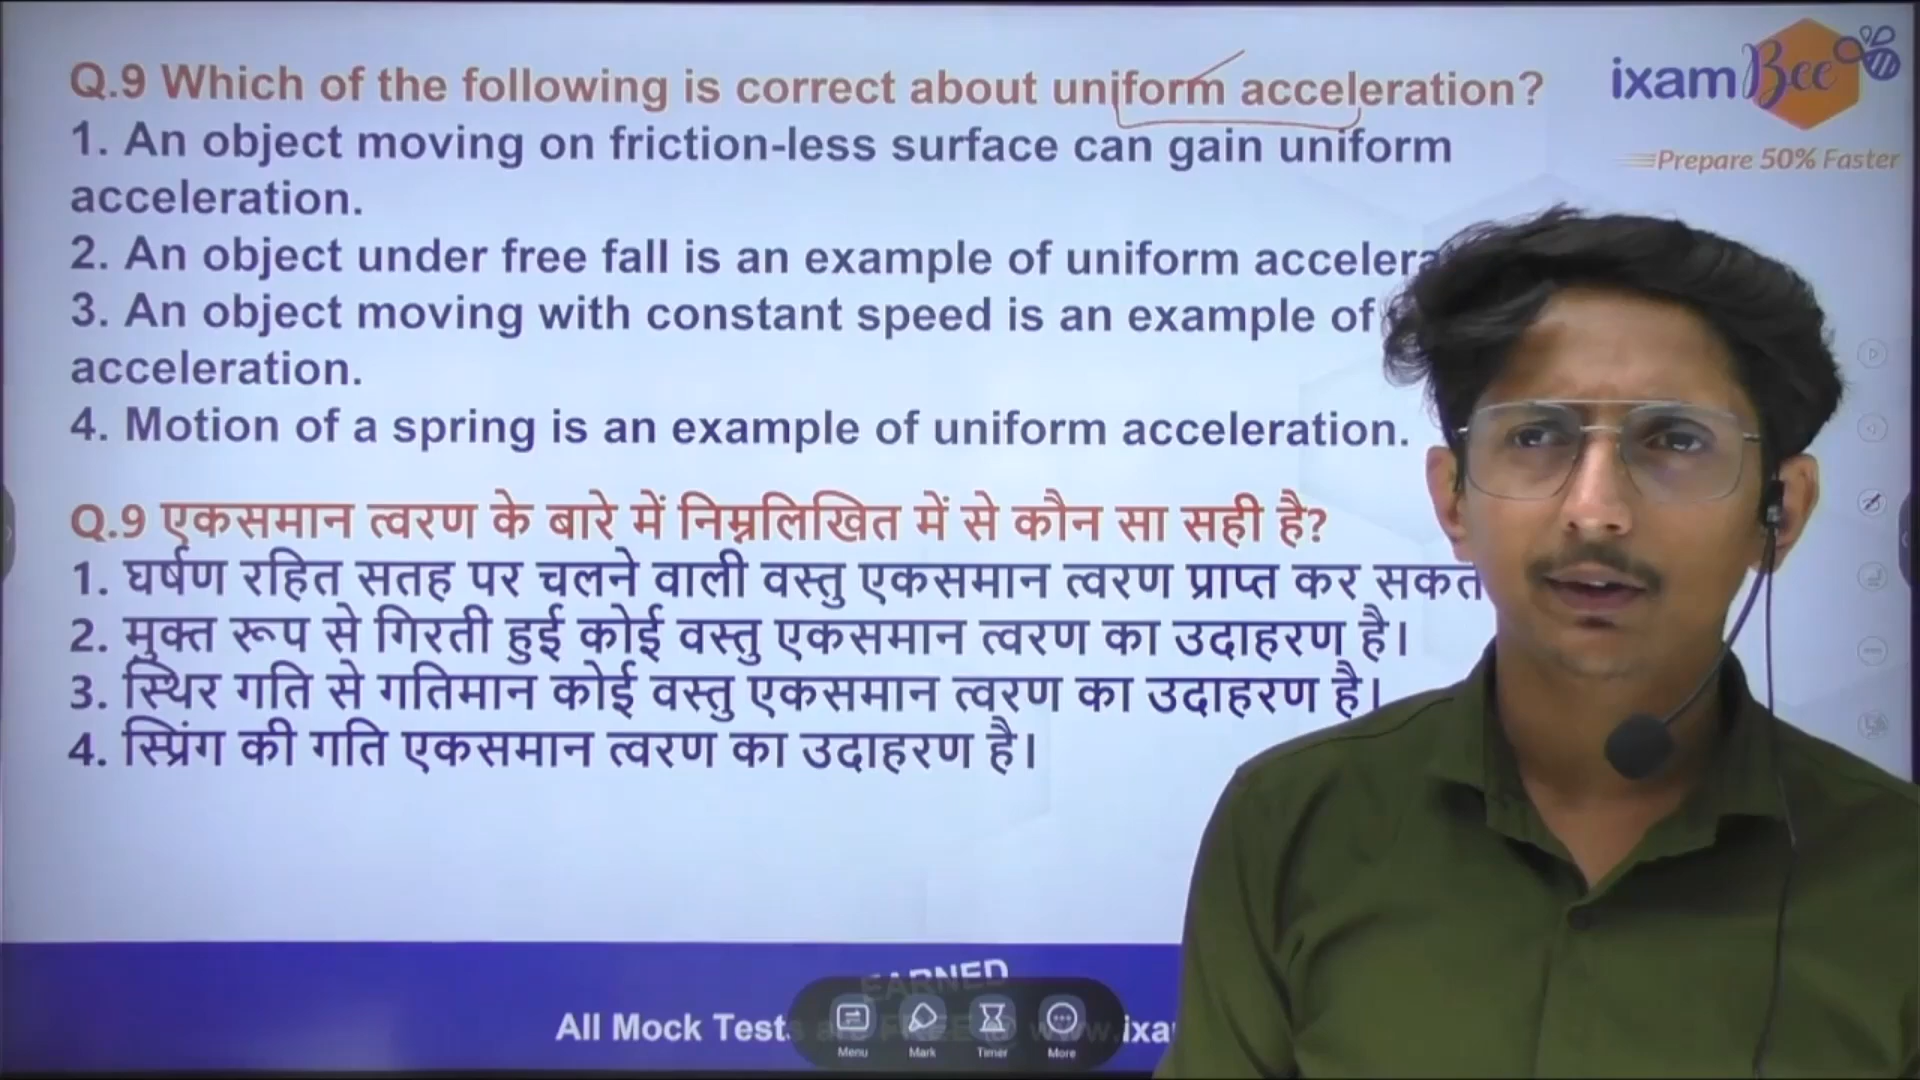 Q.9 Which of the following is correct about uniform acceleration?
ixamBee
Prepare 50% Faster
1. An object moving on friction-less surface can gain uniform
acceleration.
2. An object under free fall is an example of uniform
3. An object moving with constant speed is an example of
acceleration.
4. Motion of a spring is an example of uniform acceleration.
Q.9 एकसमान त्वरण के बारे में निम्नलिखित में से कौन सा सही है?
1. घर्षण रहित सतह पर चलने वाली वस्तु एकसमान त्वरण प्राप्त कर
2. मुक्त रूप से गिरती हुई कोई वस्तु एकसमान त्वरण का उदाहरण है।
3. स्थिर गति से गतिमान कोई वस्तु एकसमान त्वरण का उदाहरण है।
4. स्प्रिंग की गति एकसमान त्वरण का उदाहरण है।
EARNED
All Mock Tests are FREE @ www.
Menu Mark Timer More